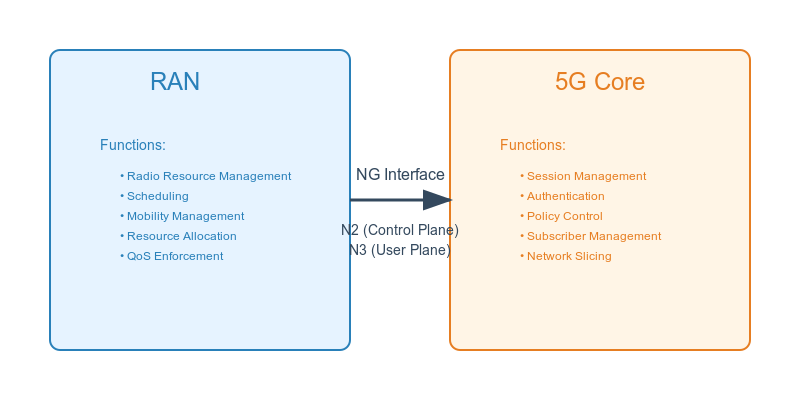 RAN
Functions:
• Radio Resource Management
• Scheduling
• Mobility Management
• Resource Allocation
• QoS Enforcement
NG Interface
N2 (Control Plane)
N3 (User Plane)
5G Core
Functions:
• Session Management
• Authentication
• Policy Control
• Subscriber Management
• Network Slicing